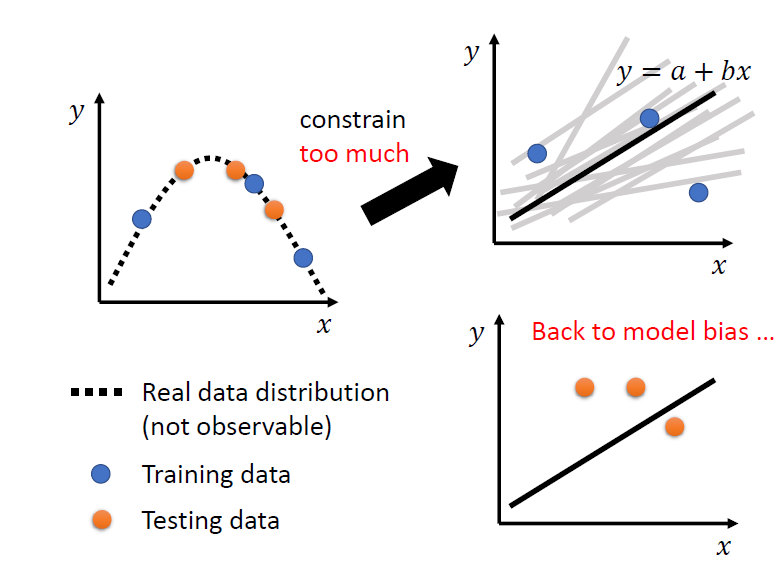 y
x
constrain
too much
y
y = a + bx
x
y
Back to model bias ...
x
Real data distribution
(not observable)
Training data
Testing data